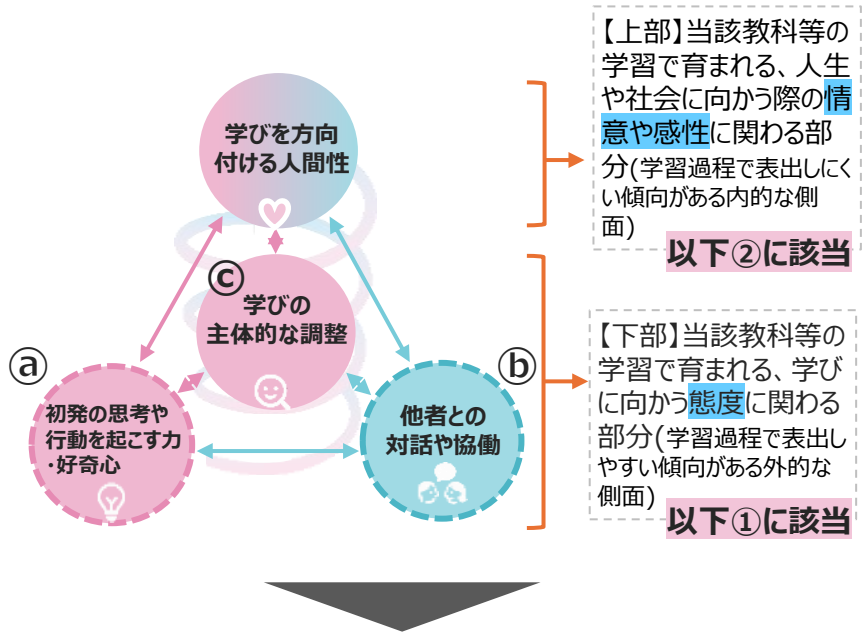 学びを方向
付ける人間性
ⓒ
学びの
主体的な調整
ⓐ
初発の思考や
行動を起こす力
・好奇心
ⓑ
他者との
対話や協働
【上部】当該教科等の
学習で育まれる、人生
や社会に向かう際の情
意や感性に関わる部
分(学習過程で表出しにく
い傾向がある内的な側
面)
以下②に該当
【下部】当該教科等の
学習で育まれる、学び
に向かう態度に関わる
部分(学習過程で表出し
やすい傾向がある外的な
側面)
以下①に該当